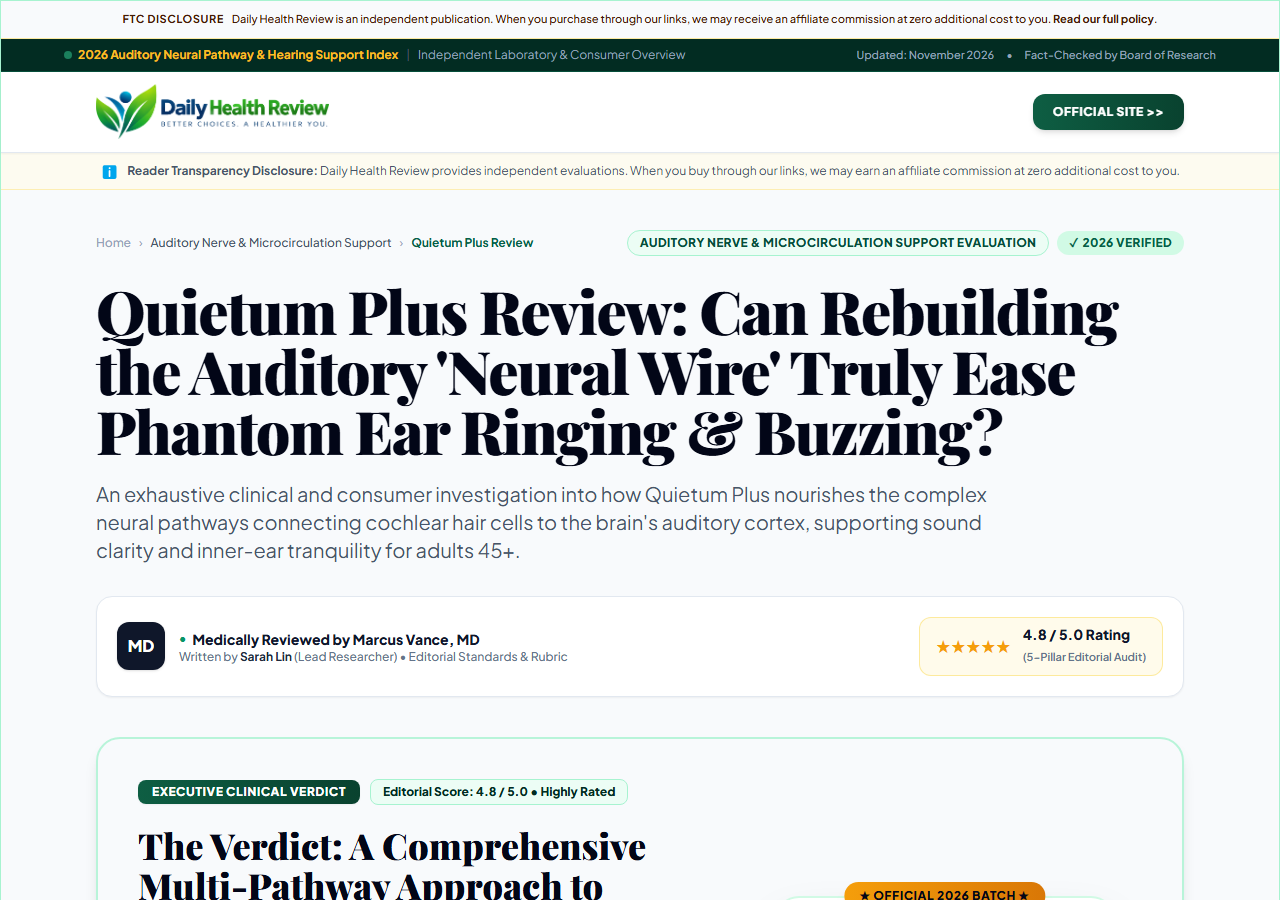 FTC DISCLOSURE Daily Health Review is an independent publication. When you purchase through our links, we may receive an affiliate commission at zero additional cost to you. Read our full policy.
2026 Auditory Neural Pathway & Hearing Support Index | Independent Laboratory & Consumer Overview Updated: November 2026 • Fact-Checked by Board of Research
Daily Health Review
BETTER CHOICES. A HEALTHIER YOU.
OFFICIAL SITE >>
Reader Transparency Disclosure: Daily Health Review provides independent evaluations. When you buy through our links, we may earn an affiliate commission at zero additional cost to you.
Home › Auditory Nerve & Microcirculation Support › Quietum Plus Review
AUDITORY NERVE & MICROCIRCULATION SUPPORT EVALUATION ✓ 2026 VERIFIED
Quietum Plus Review: Can Rebuilding
the Auditory 'Neural Wire' Truly Ease
Phantom Ear Ringing & Buzzing?
An exhaustive clinical and consumer investigation into how Quietum Plus nourishes the complex
neural pathways connecting cochlear hair cells to the brain's auditory cortex, supporting sound
clarity and inner-ear tranquility for adults 45+.
MD
• Medically Reviewed by Marcus Vance, MD
Written by Sarah Lin (Lead Researcher) • Editorial Standards & Rubric
★★★★★
4.8 / 5.0 Rating
(5-Pillar Editorial Audit)
EXECUTIVE CLINICAL VERDICT Editorial Score: 4.8 / 5.0 • Highly Rated
The Verdict: A Comprehensive
Multi-Pathway Approach to
★ OFFICIAL 2026 BATCH ★